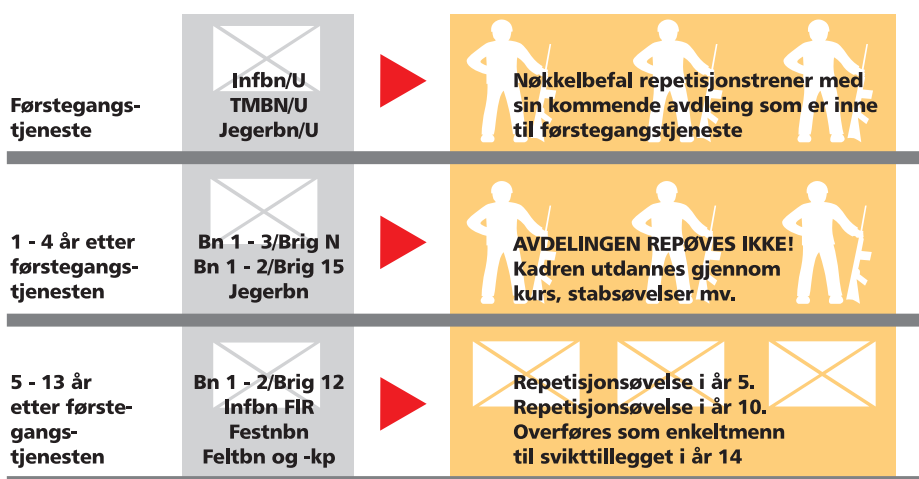 Førstegangs-
tjeneste
Infbn/U
TMBN/U
Jegerbn/U
Nøkkelbefal repetisjonstrener med
sin kommende avdleing som er inne
til førstegangstjeneste
1 - 4 år etter
førstegangs-
tjenesten
Bn 1 - 3/Brig N
Bn 1 - 2/Brig 15
Jegerbn
AVDELINGEN REPØVES IKKE!
Kadren utdannes gjennom
kurs, stabsøvelser mv.
5 - 13 år
etter første-
gangs-
tjenesten
Bn 1 - 2/Brig 12
Infbn FIR
Festnbn
Feltbn og -kp
Repetisjonsøvelse i år 5.
Repetisjonsøvelse i år 10.
Overføres som enkeltmenn
til svikttillegget i år 14